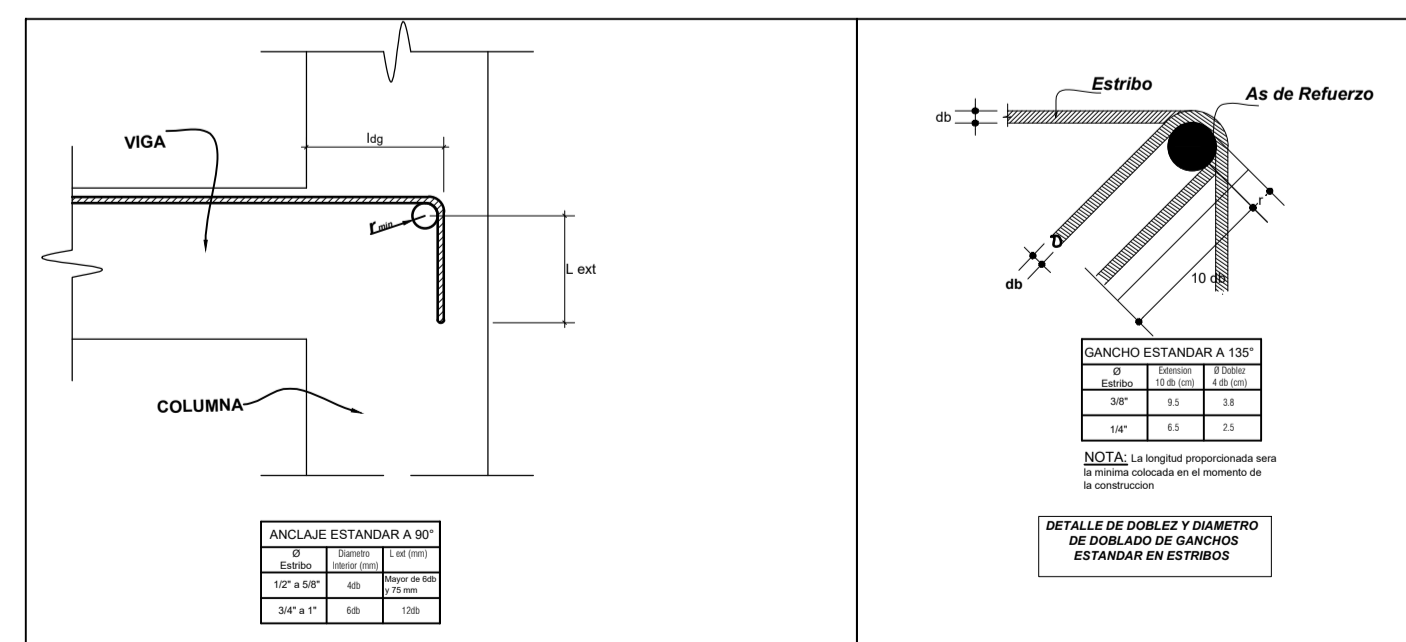 VIGA
ldg
r min
L ext
COLUMNA
ANCLAJE ESTANDAR A 90°
Ø Estribo | Diametro Interior (mm) | L ext (mm)
1/2" a 5/8" | 4db | Mayor de 6db y 75 mm
3/4" a 1" | 6db | 12db
Estribo
As de Refuerzo
db
r
db
10 db
GANCHO ESTANDAR A 135°
Ø Estribo | Extension 10 db (cm) | Ø Doblez 4 db (cm)
3/8" | 9.5 | 3.8
1/4" | 6.5 | 2.5
NOTA: La longitud proporcionada sera
la minima colocada en el momento de
la construccion
DETALLE DE DOBLEZ Y DIAMETRO
DE DOBLADO DE GANCHOS
ESTANDAR EN ESTRIBOS